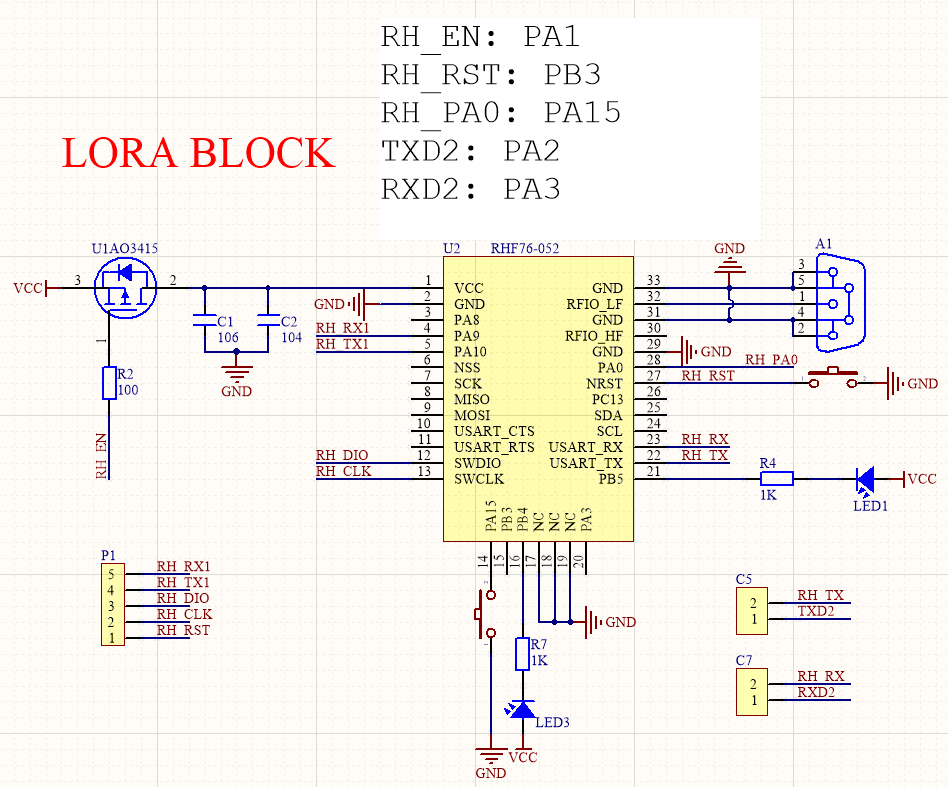 RH_EN: PA1
RH_RST: PB3
RH_PA0: PA15
TXD2: PA2
RXD2: PA3
LORA BLOCK
U1AO3415
VCC
3
2
1
C1
106
C2
104
GND
R2
100
RH_EN
U2
RHF76-052
1 VCC
2 GND
3 PA8
4 PA9
5 PA10
6 NSS
7 SCK
8 MISO
9 MOSI
10 USART_CTS
11 USART_RTS
12 SWDIO
13 SWCLK
GND
RH_RX1
RH_TX1
RH_DIO
RH_CLK
GND 33
RFIO_LF 32
GND 31
RFIO_HF 30
GND 29
PA0 28
NRST 27
PC13 26
SDA 25
SCL 24
USART_RX 23
USART_TX 22
PB5 21
PA15 PB3 PB4 NC NC NC PA3
14 15 16 17 18 19 20
GND
A1
3
5
1
4
2
GND
RH_PA0
RH_RST
1
2
GND
RH_RX
RH_TX
R4
1K
LED1
VCC
2
1
GND
R7
1K
LED3
VCC
GND
P1
5 RH_RX1
4 RH_TX1
3 RH_DIO
2 RH_CLK
1 RH_RST
C5
2 RH_TX
1 TXD2
C7
2 RH_RX
1 RXD2